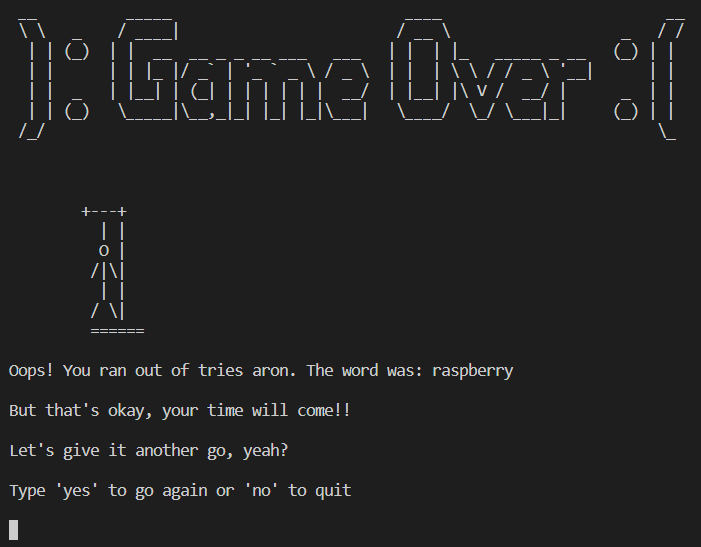 ): Game Over :(
Oops! You ran out of tries aron. The word was: raspberry
But that's okay, your time will come!!
Let's give it another go, yeah?
Type 'yes' to go again or 'no' to quit